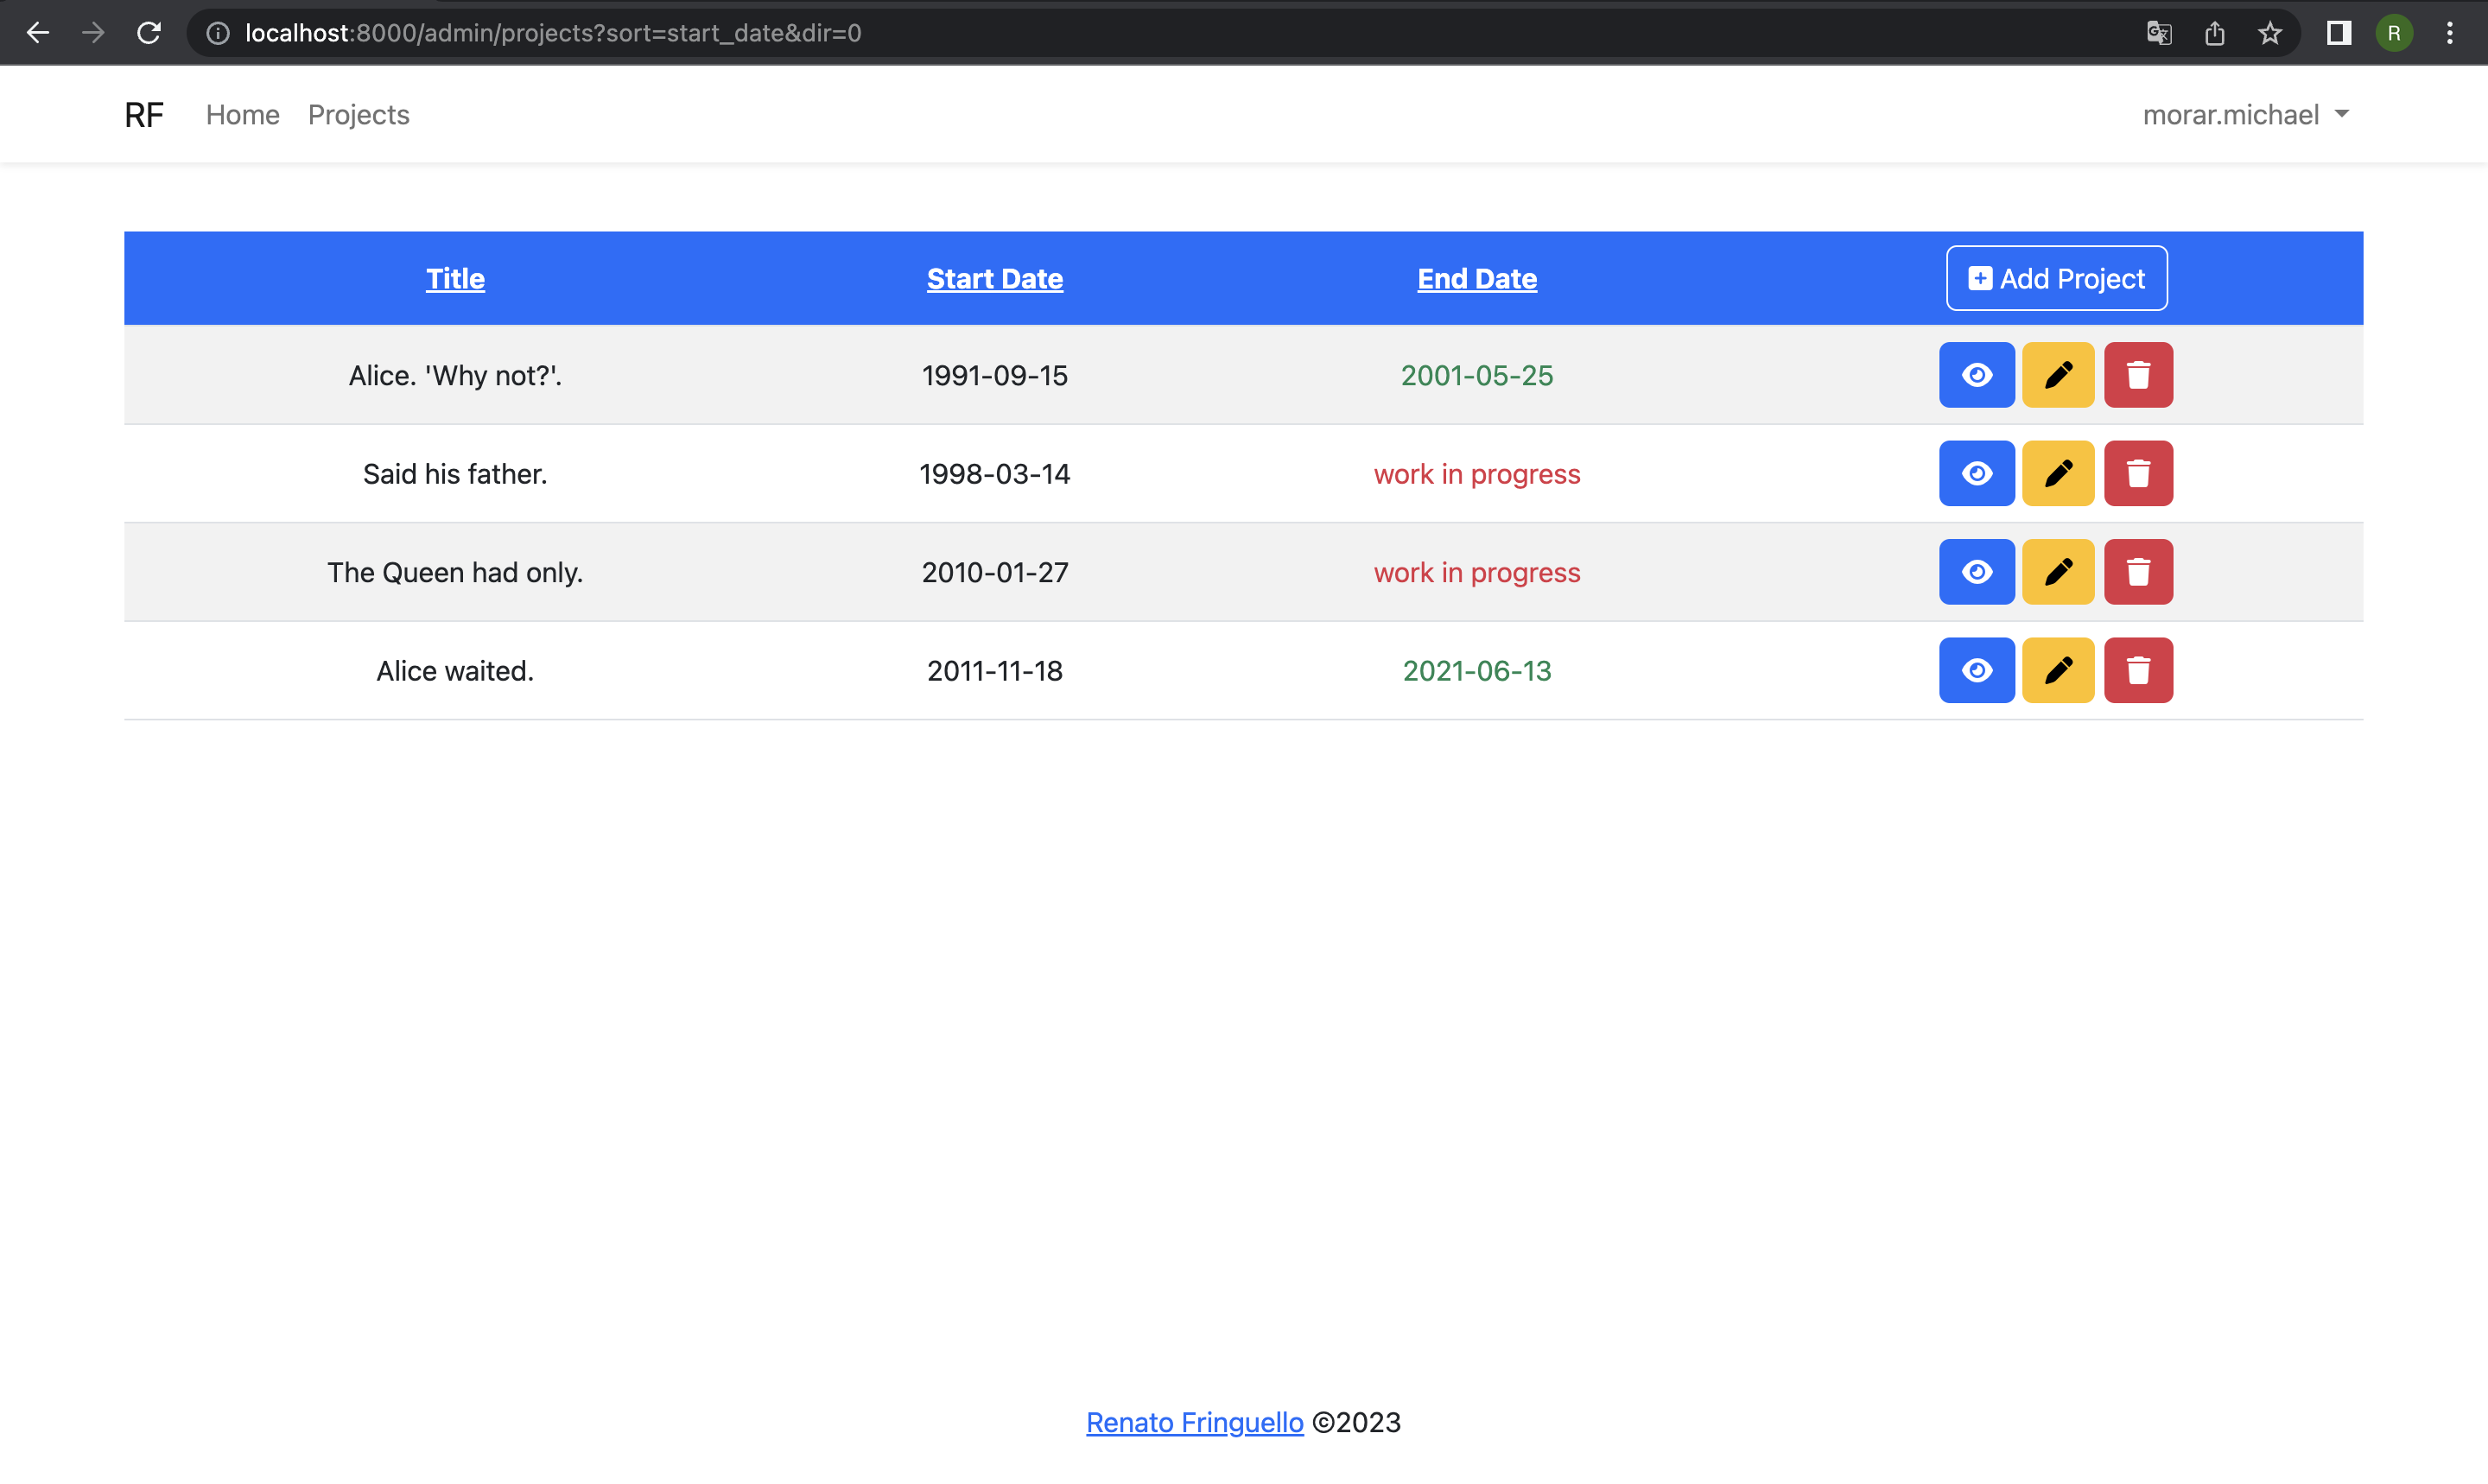 localhost:8000/admin/projects?sort=start_date&dir=0
R
RF Home Projects morar.michael
Title Start Date End Date Add Project
Alice. 'Why not?'. 1991-09-15 2001-05-25
Said his father. 1998-03-14 work in progress
The Queen had only. 2010-01-27 work in progress
Alice waited. 2011-11-18 2021-06-13
Renato Fringuello ©2023